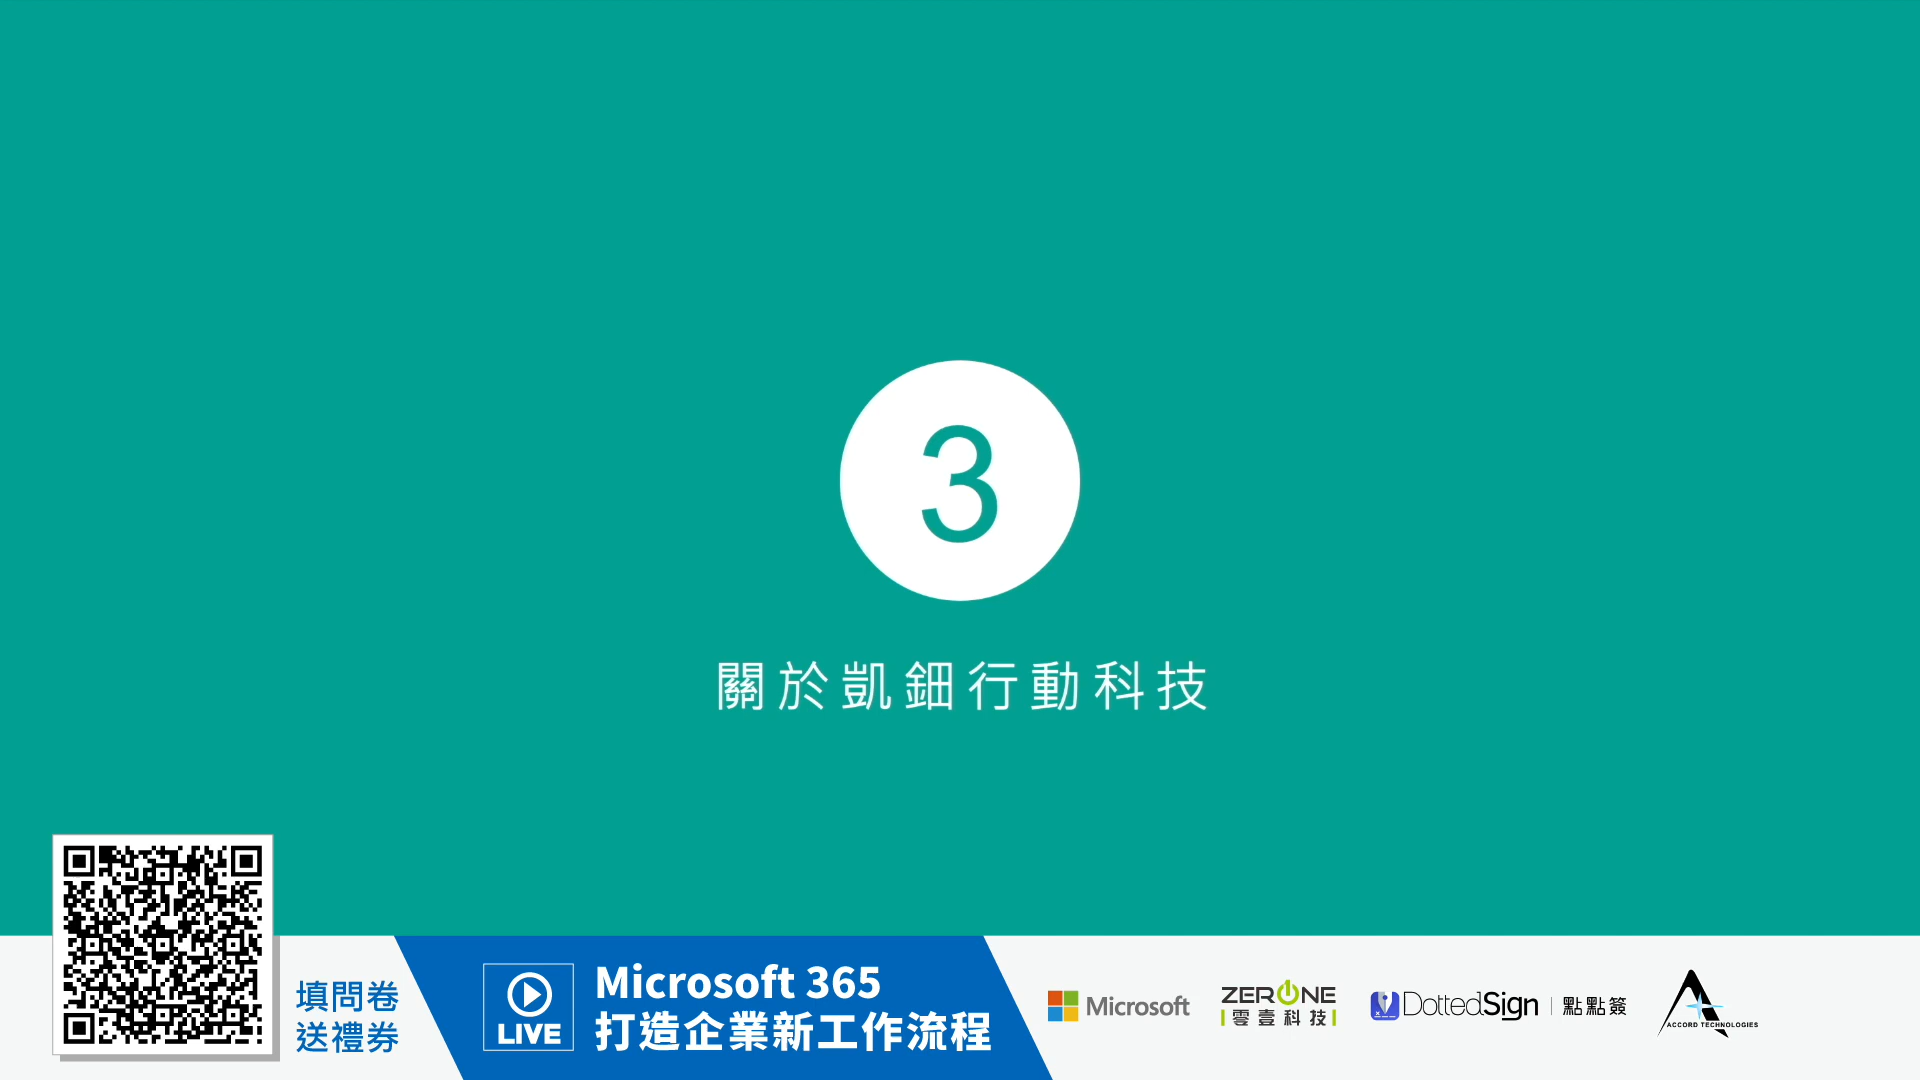 3
關於凱鈿行動科技
填問卷
送禮券
LIVE
Microsoft 365
打造企業新工作流程
Microsoft
ZERONE
零壹科技
DottedSign 點點簽
ACCORD TECHNOLOGIES